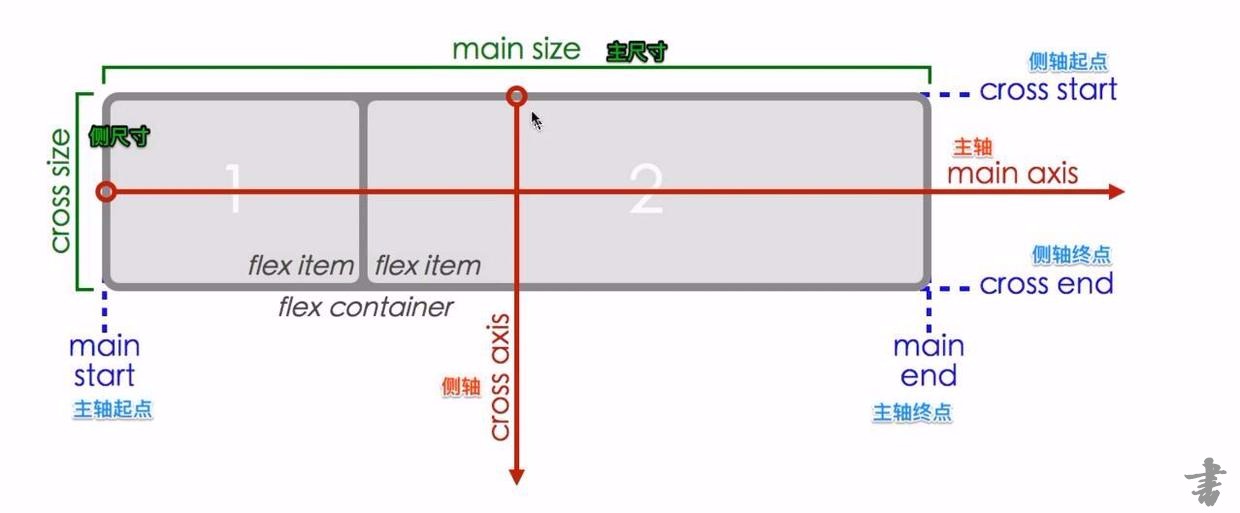 main size 主尺寸
侧轴起点
cross start
侧尺寸
cross size
主轴
main axis
1
2
侧轴终点
cross end
flex item
flex item
flex container
main
start
主轴起点
侧轴
cross axis
main
end
主轴终点
書